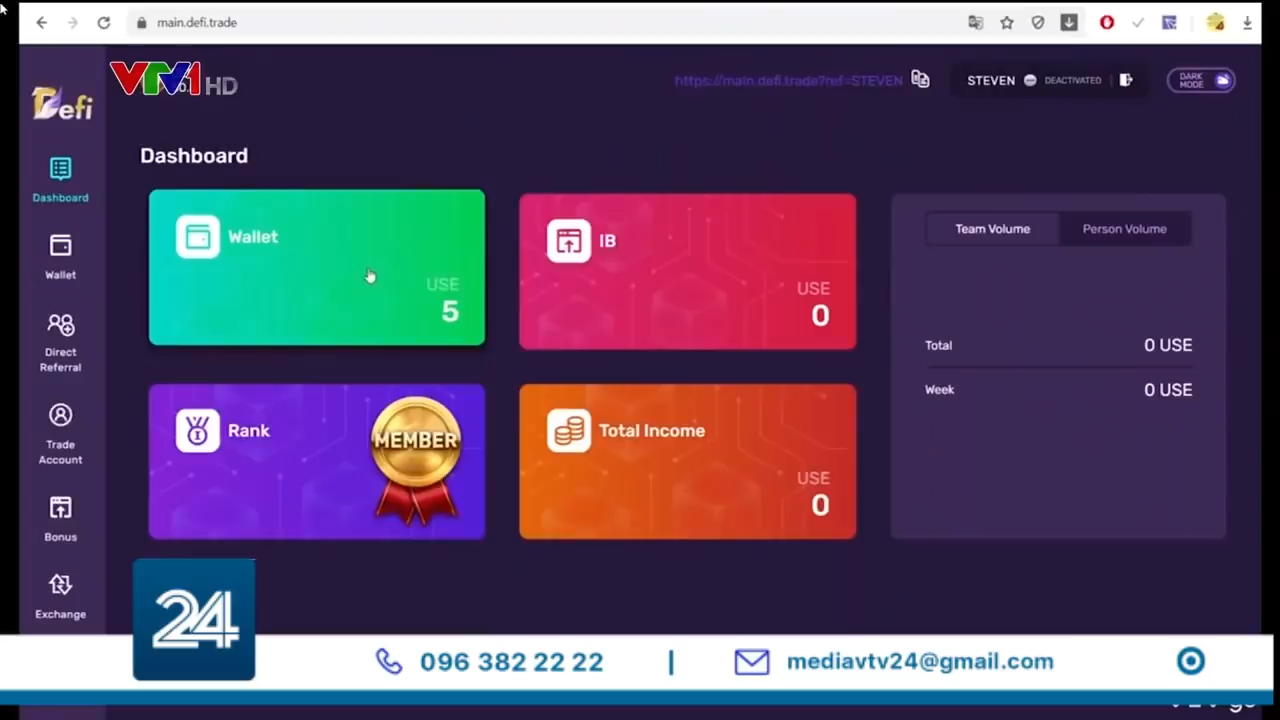 main.defi.trade
VTV1 HD
https://main.defi.trade?ref=STEVEN
STEVEN
DEACTIVATED
DARK
MODE
Defi
Dashboard
Dashboard
Wallet
Direct
Referral
Trade
Account
Bonus
Exchange
Wallet
USE
5
IB
USE
0
Rank
MEMBER
Total Income
USE
0
Team Volume
Person Volume
Total
0 USE
Week
0 USE
24
096 382 22 22
|
mediavtv24@gmail.com